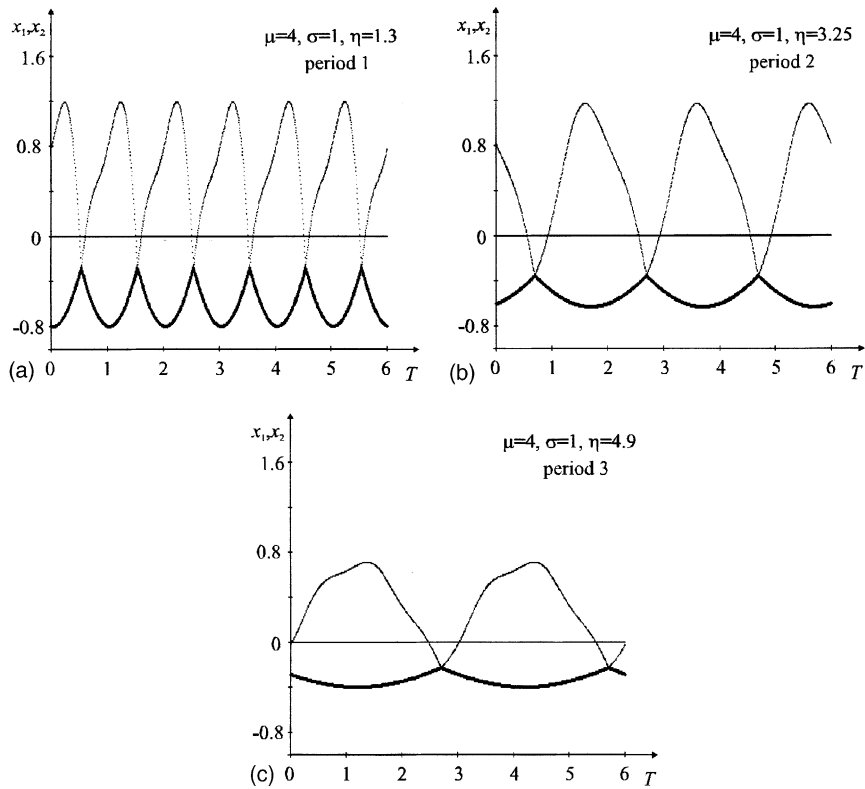 x₁,x₂
μ=4, σ=1, η=1.3
period 1
1.6
0.8
0
-0.8
0 1 2 3 4 5 6 T
(a)
x₁,x₂
μ=4, σ=1, η=3.25
period 2
1.6
0.8
0
-0.8
0 1 2 3 4 5 6 T
(b)
x₁,x₂
μ=4, σ=1, η=4.9
period 3
1.6
0.8
0
-0.8
0 1 2 3 4 5 6 T
(c)